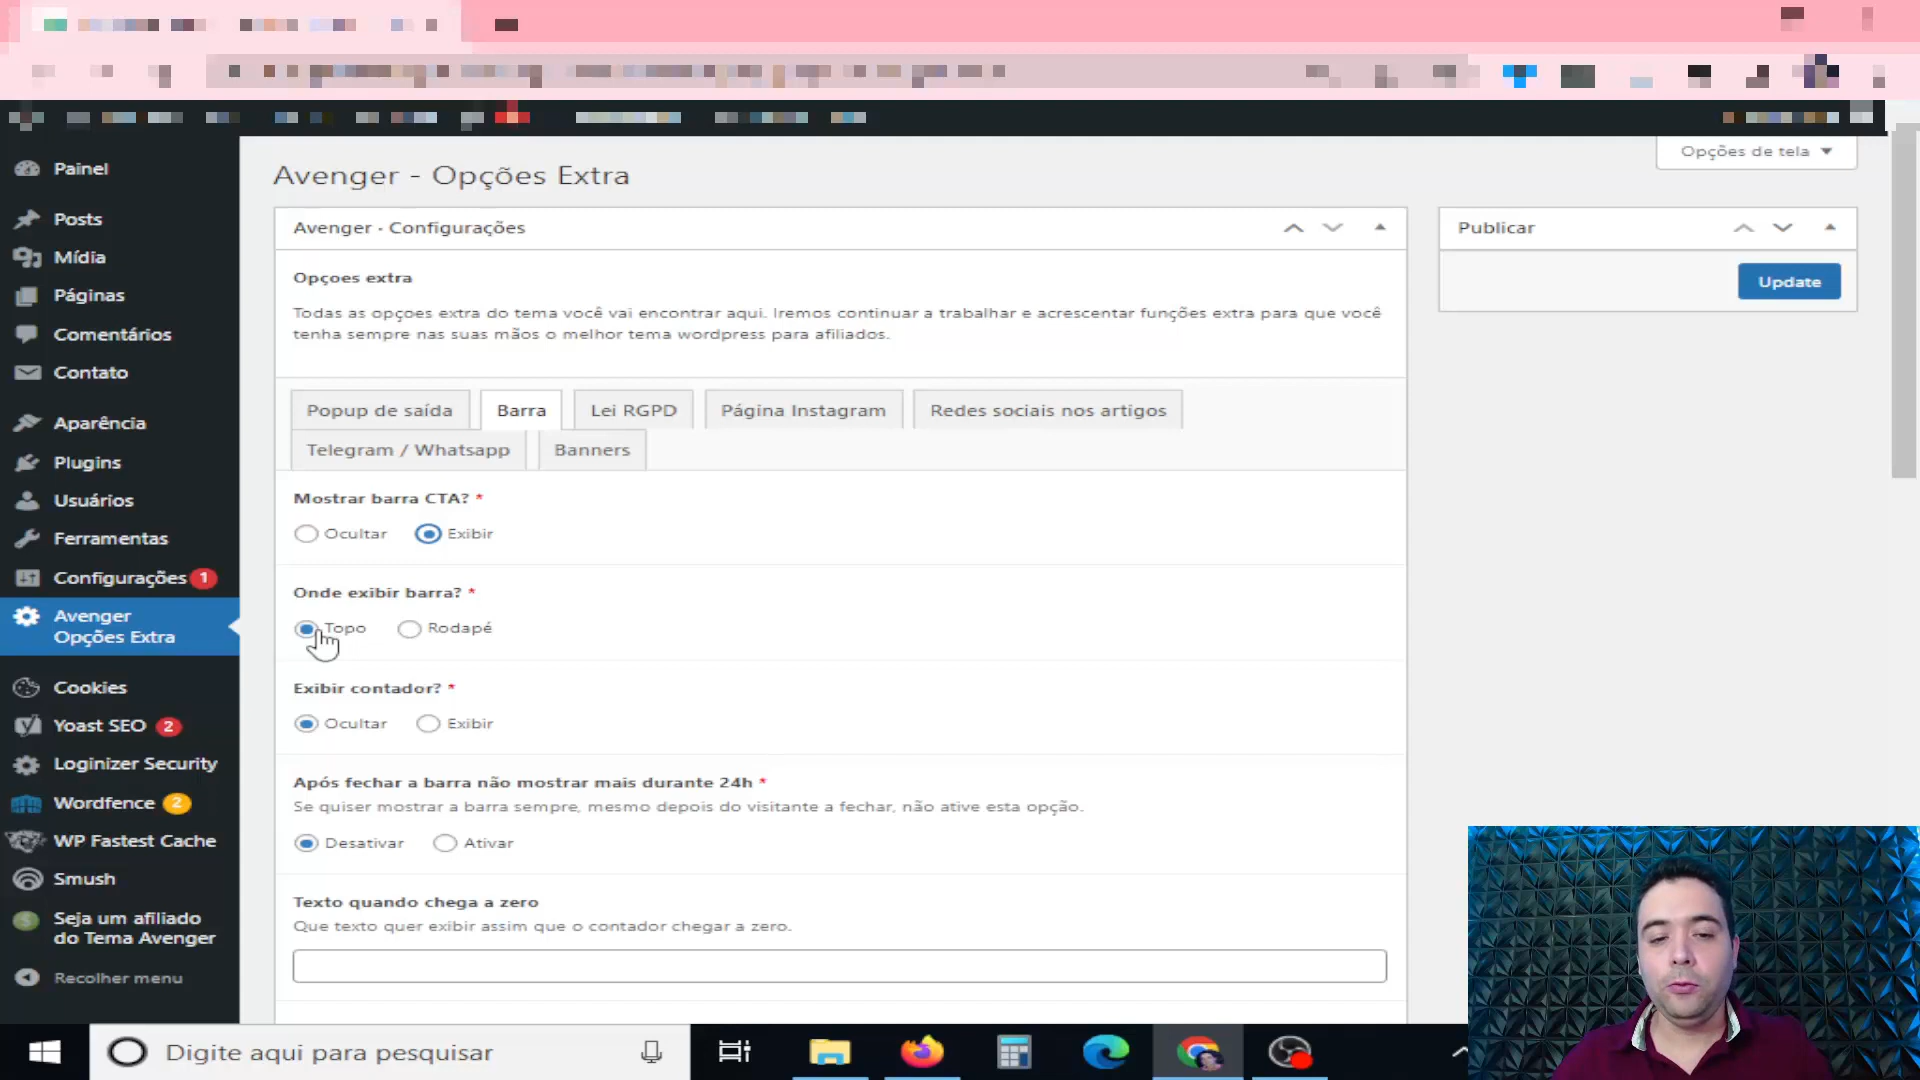 Opções de tela
Avenger - Opções Extra
Painel
Posts
Mídia
Páginas
Comentários
Contato
Aparência
Plugins
Usuários
Ferramentas
Configurações 1
Avenger
Opções Extra
Cookies
Yoast SEO 2
Loginizer Security
Wordfence 2
WP Fastest Cache
Smush
Seja um afiliado
do Tema Avenger
Recolher menu
Avenger - Configurações
Opçoes extra
Todas as opçoes extra do tema você vai encontrar aqui. Iremos continuar a trabalhar e acrescentar funções extra para que você
tenha sempre nas suas mãos o melhor tema wordpress para afiliados.
Popup de saída Barra Lei RGPD Página Instagram Redes sociais nos artigos
Telegram / Whatsapp Banners
Mostrar barra CTA? *
Ocultar Exibir
Onde exibir barra? *
Topo Rodapé
Exibir contador? *
Ocultar Exibir
Após fechar a barra não mostrar mais durante 24h *
Se quiser mostrar a barra sempre, mesmo depois do visitante a fechar, não ative esta opção.
Desativar Ativar
Texto quando chega a zero
Que texto quer exibir assim que o contador chegar a zero.
Publicar
Update
Digite aqui para pesquisar